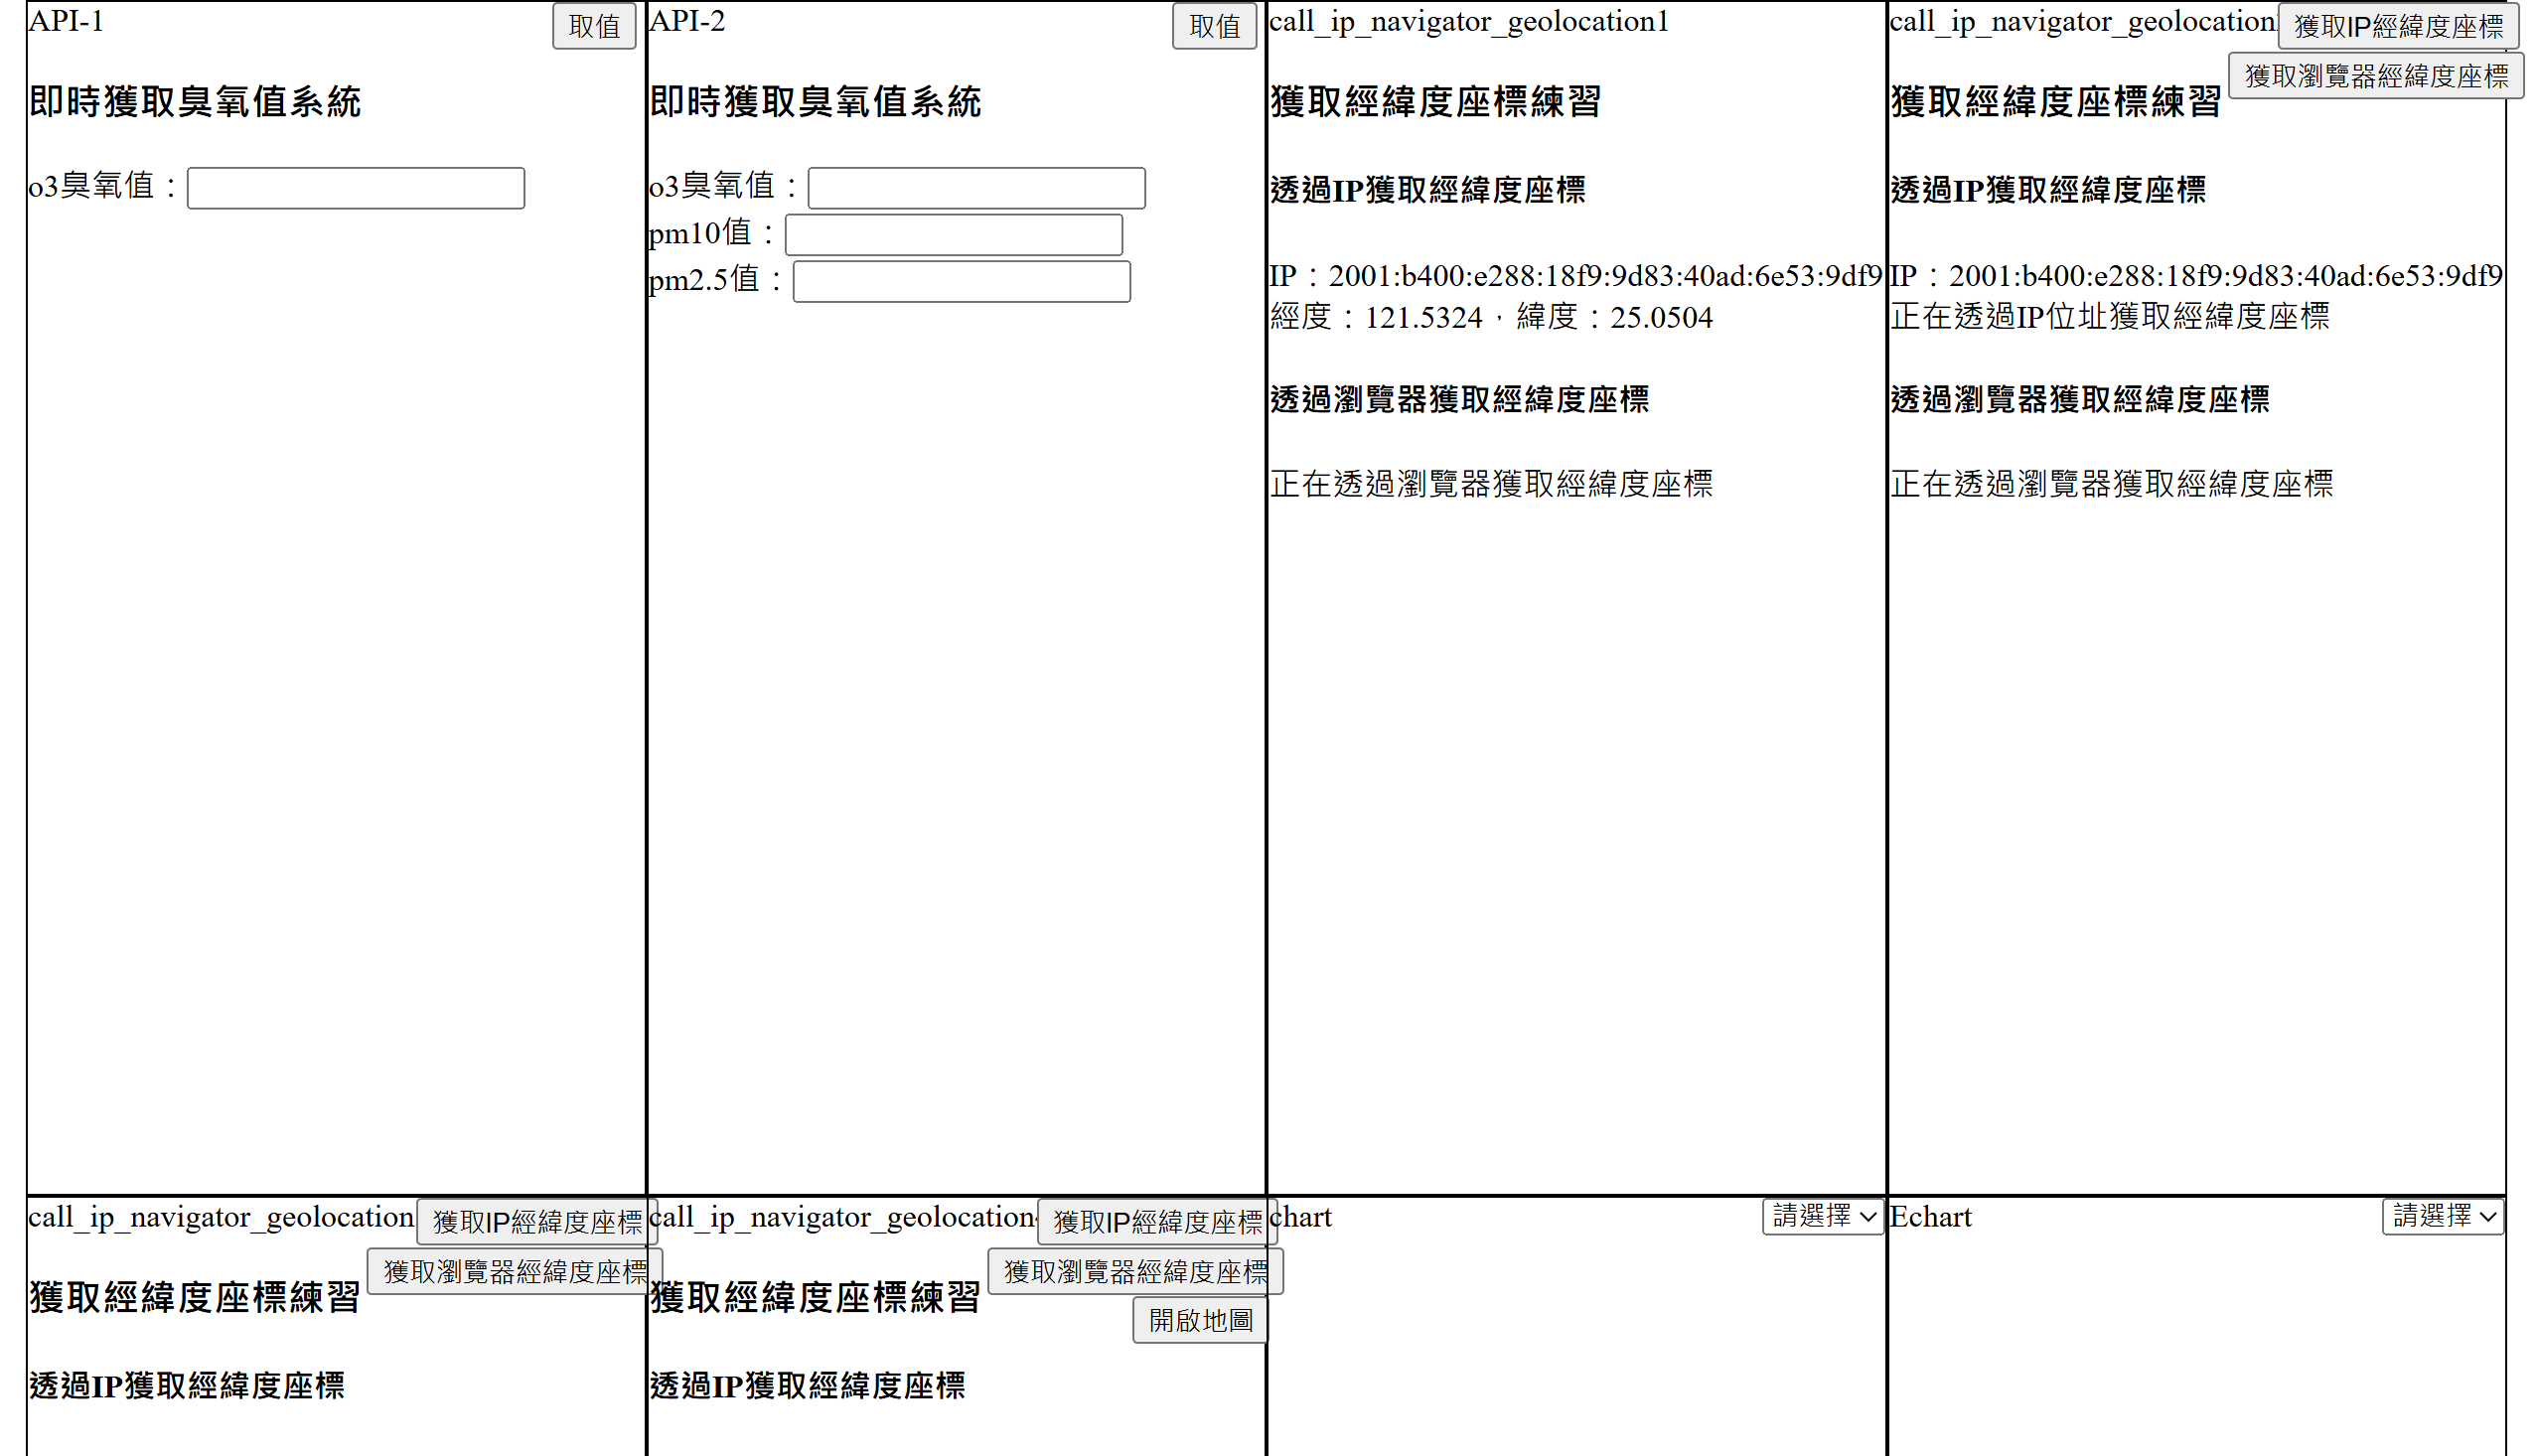 API-1
取值
即時獲取臭氧值系統
o3臭氧值：
API-2
取值
即時獲取臭氧值系統
o3臭氧值：
pm10值：
pm2.5值：
call_ip_navigator_geolocation1
獲取經緯度座標練習
透過IP獲取經緯度座標
IP：2001:b400:e288:18f9:9d83:40ad:6e53:9df9
經度：121.5324，緯度：25.0504
透過瀏覽器獲取經緯度座標
正在透過瀏覽器獲取經緯度座標
call_ip_navigator_geolocation
獲取IP經緯度座標
獲取瀏覽器經緯度座標
獲取經緯度座標練習
透過IP獲取經緯度座標
IP：2001:b400:e288:18f9:9d83:40ad:6e53:9df9
正在透過IP位址獲取經緯度座標
透過瀏覽器獲取經緯度座標
正在透過瀏覽器獲取經緯度座標
call_ip_navigator_geolocation
獲取IP經緯度座標
獲取瀏覽器經緯度座標
獲取經緯度座標練習
透過IP獲取經緯度座標
call_ip_navigator_geolocation
獲取IP經緯度座標
獲取瀏覽器經緯度座標
開啟地圖
獲取經緯度座標練習
透過IP獲取經緯度座標
chart
請選擇
Echart
請選擇